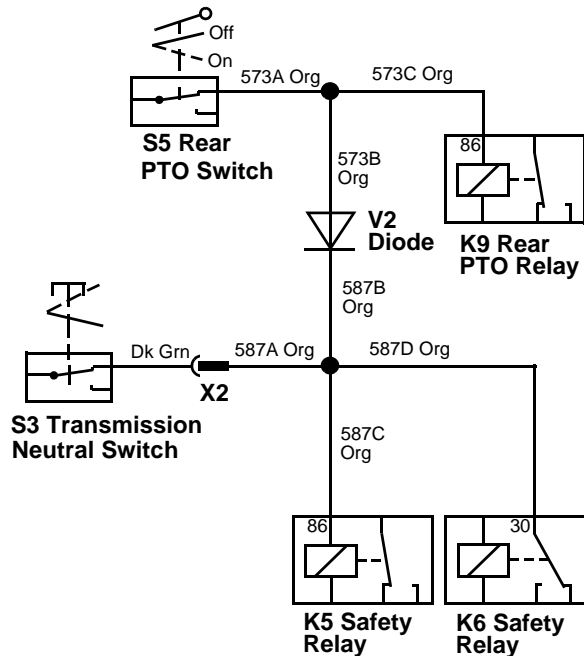 Off
On
573A Org
573C Org
S5 Rear
PTO Switch
86
573B
Org
V2
Diode
K9 Rear
PTO Relay
587B
Org
Dk Grn
587A Org
587D Org
X2
S3 Transmission
Neutral Switch
587C
Org
86
30
K5 Safety
Relay
K6 Safety
Relay